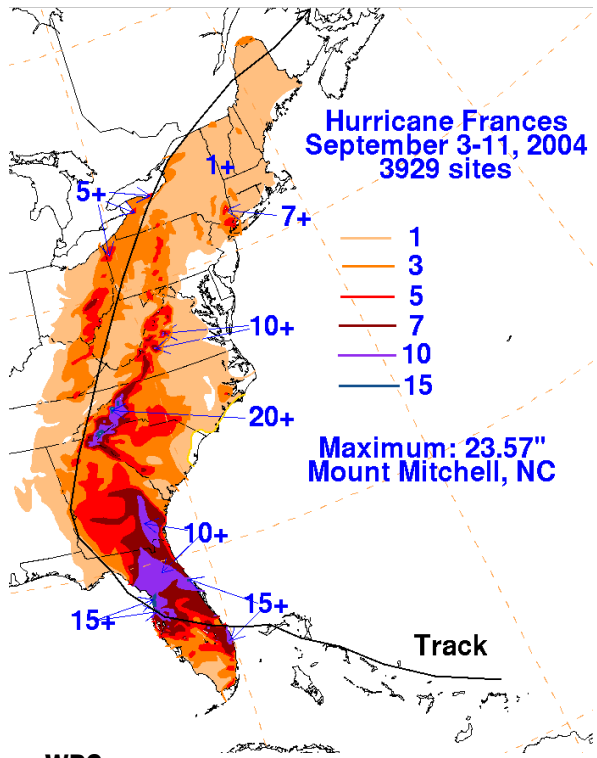 Hurricane Frances
September 3-11, 2004
3929 sites
1+
5+
7+
1
3
5
7
10
15
10+
20+
Maximum: 23.57"
Mount Mitchell, NC
10+
15+
15+
Track